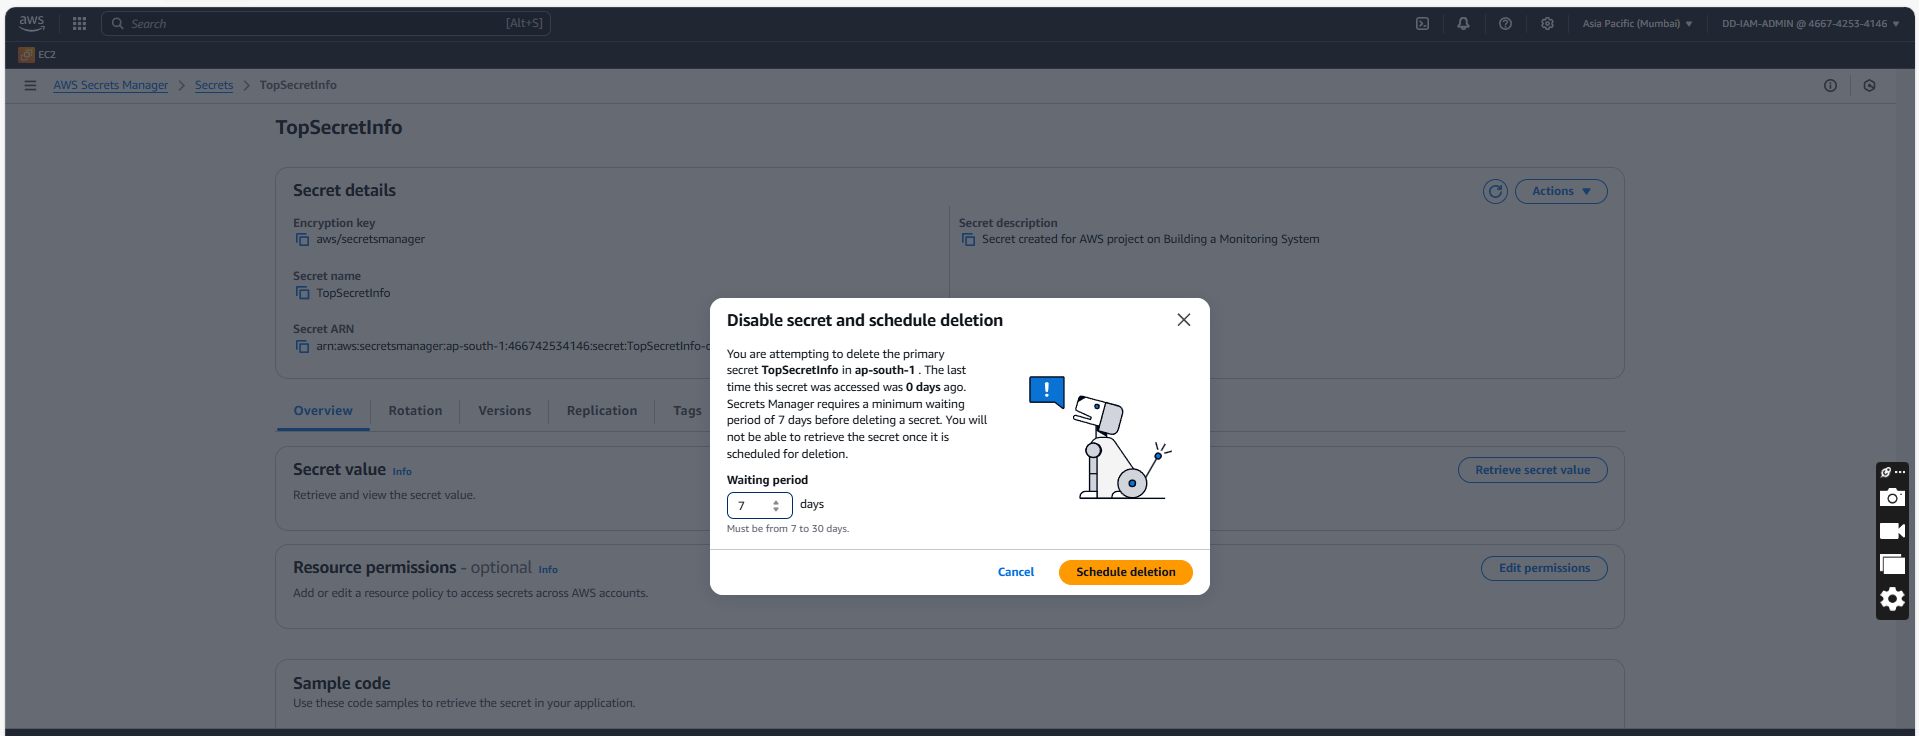 aws
Search
[Alt+S]
Asia Pacific (Mumbai)
DD-IAM-ADMIN @ 4667-4253-4146
EC2
AWS Secrets Manager
Secrets
TopSecretInfo
TopSecretInfo
Secret details
Actions
Encryption key
aws/secretsmanager
Secret description
Secret created for AWS project on Building a Monitoring System
Secret name
TopSecretInfo
Secret ARN
arn:aws:secretsmanager:ap-south-1:466742534146:secret:TopSecretInfo-
Disable secret and schedule deletion
You are attempting to delete the primary
secret TopSecretInfo in ap-south-1 . The last
time this secret was accessed was 0 days ago.
Secrets Manager requires a minimum waiting
period of 7 days before deleting a secret. You will
not be able to retrieve the secret once it is
scheduled for deletion.
!
Waiting period
7 days
Must be from 7 to 30 days.
Cancel
Schedule deletion
Overview
Rotation
Versions
Replication
Tags
Secret value Info
Retrieve and view the secret value.
Retrieve secret value
Resource permissions - optional Info
Add or edit a resource policy to access secrets across AWS accounts.
Edit permissions
Sample code
Use these code samples to retrieve the secret in your application.